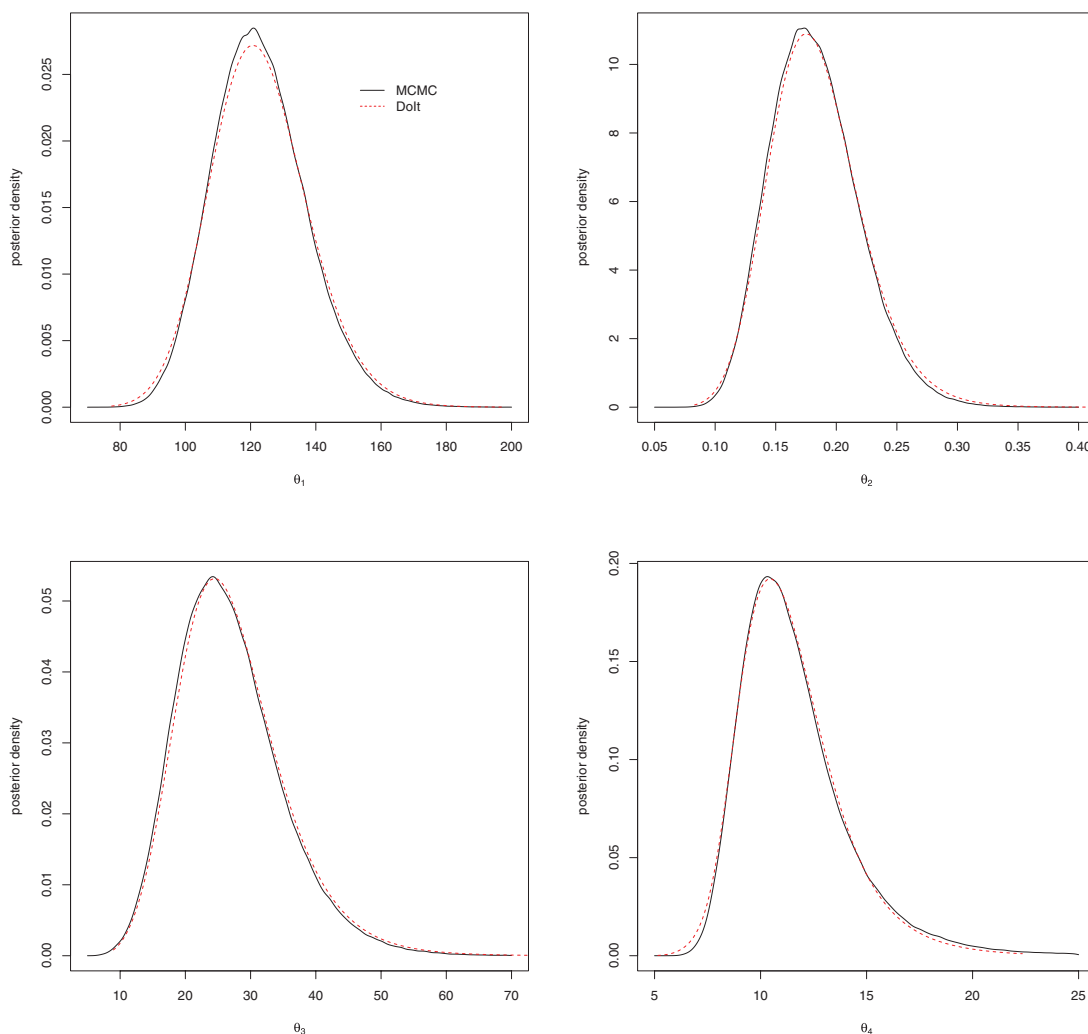 posterior density
0.000 0.005 0.010 0.015 0.020 0.025
MCMC
DoIt
80 100 120 140 160 180 200
θ1
posterior density
0 2 4 6 8 10
0.05 0.10 0.15 0.20 0.25 0.30 0.35 0.40
θ2
posterior density
0.00 0.01 0.02 0.03 0.04 0.05
10 20 30 40 50 60 70
θ3
posterior density
0.00 0.05 0.10 0.15 0.20
5 10 15 20 25
θ4